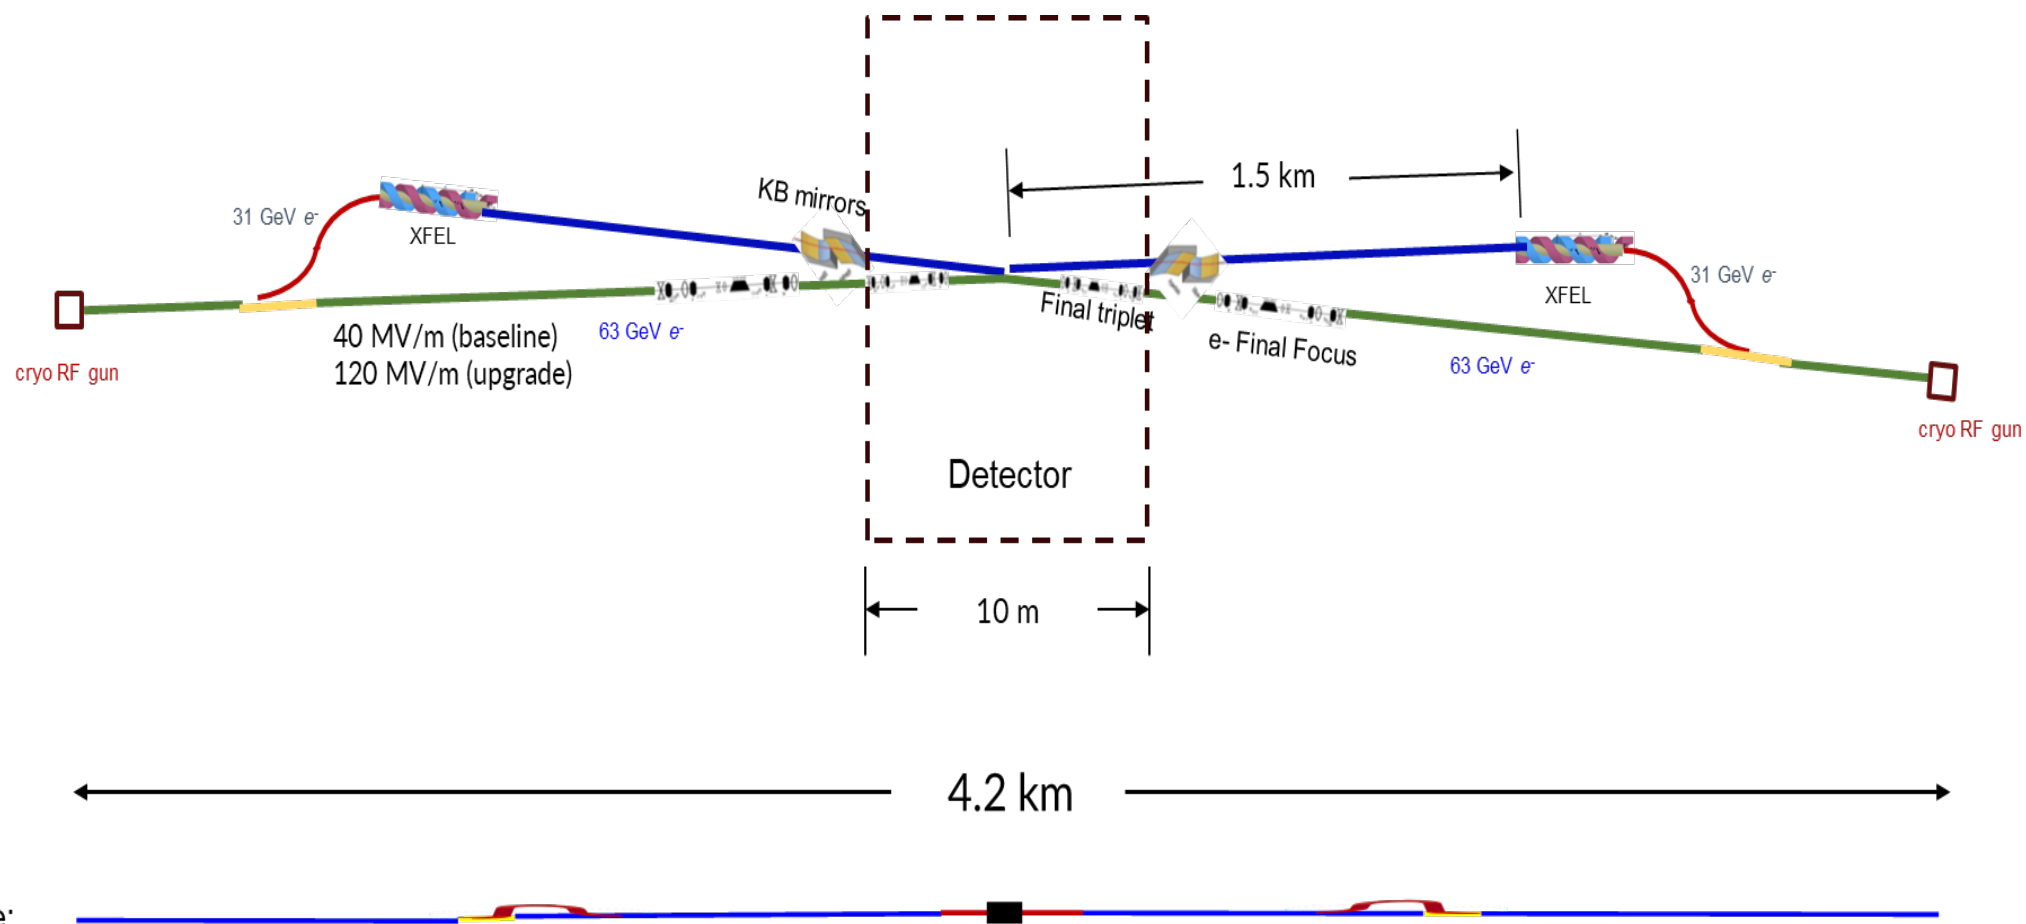 KB mirrors
1.5 km
31 GeV e-
XFEL
31 GeV e-
XFEL
Final triplet
40 MV/m (baseline)
63 GeV e-
120 MV/m (upgrade)
e- Final Focus
63 GeV e-
cryo RF gun
cryo RF gun
Detector
10 m
4.2 km
e: